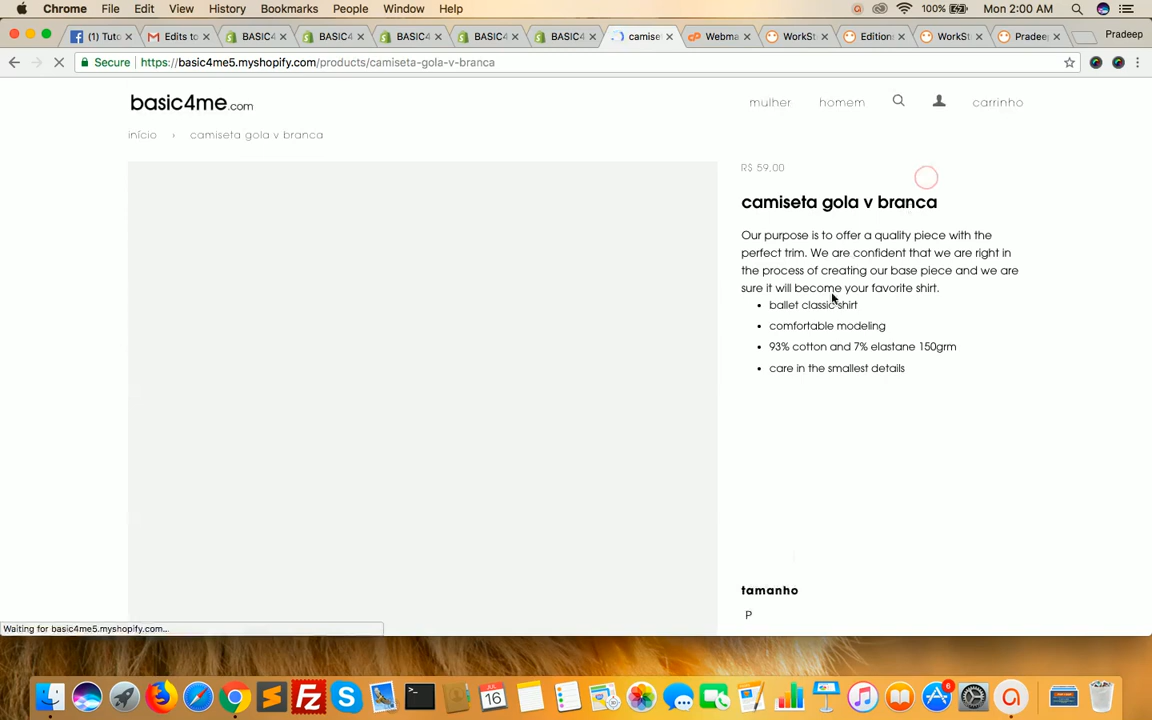 Chrome File Edit View History Bookmarks People Window Help 100% Mon 2:00 AM
(1) Tuto Edits to BASIC4 BASIC4 BASIC4 BASIC4 BASIC4 camise Webma WorkSt Edition WorkSt Pradee Pradeep
Secure https://basic4me5.myshopify.com/products/camiseta-gola-v-branca
basic4me.com mulher homem carrinho
início › camiseta gola v branca
R$ 59,00
camiseta gola v branca
Our purpose is to offer a quality piece with the
perfect trim. We are confident that we are right in
the process of creating our base piece and we are
sure it will become your favorite shirt.
• ballet classic shirt
• comfortable modeling
• 93% cotton and 7% elastane 150grm
• care in the smallest details
tamanho
P
Waiting for basic4me5.myshopify.com...
JUL
16
6